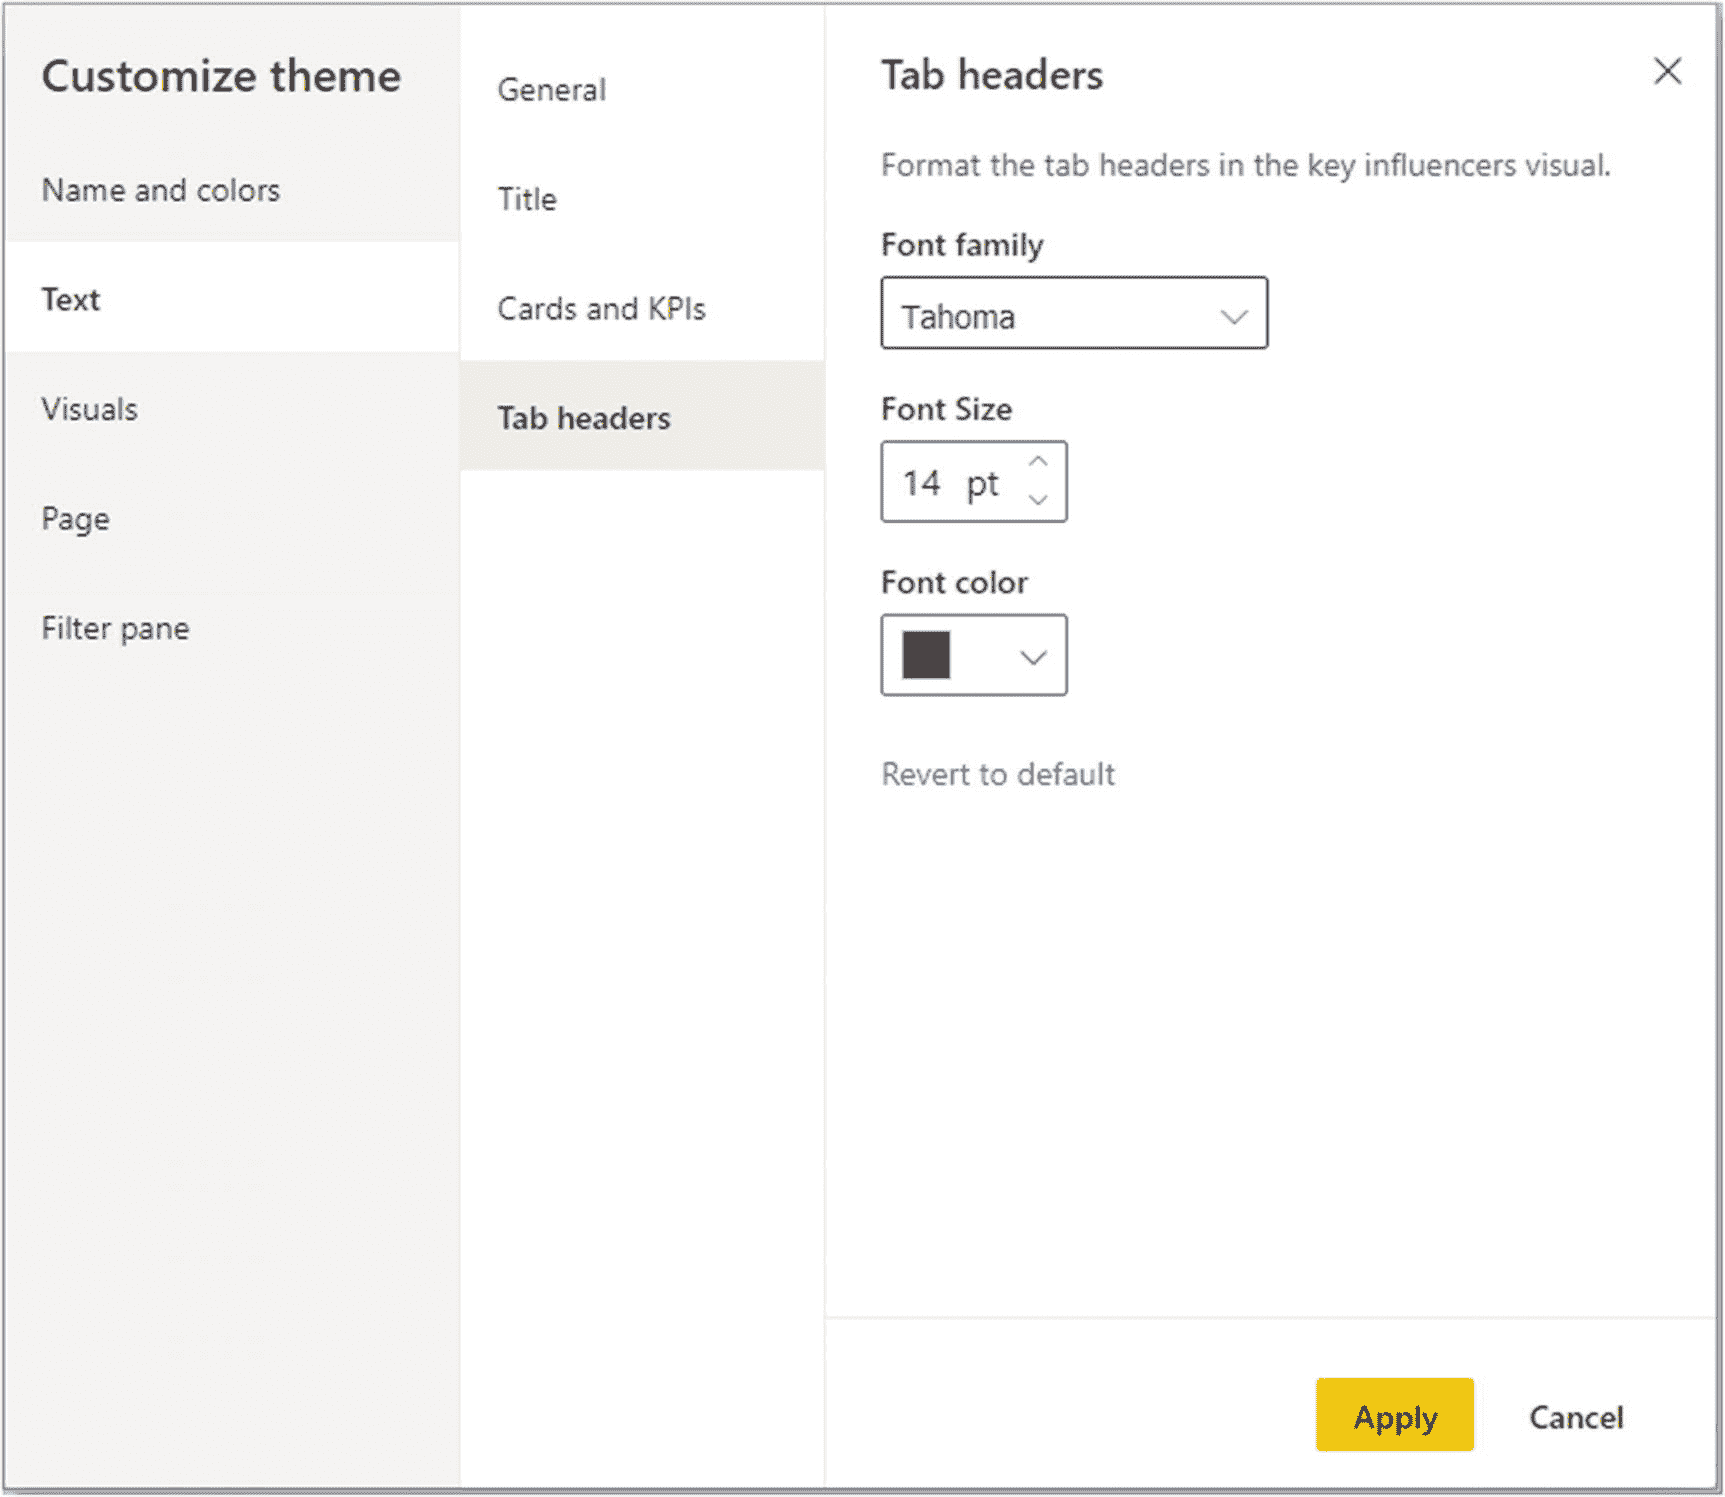 Customize theme
Name and colors
Text
Visuals
Page
Filter pane
General
Title
Cards and KPIs
Tab headers
Tab headers
Format the tab headers in the key influencers visual.
Font family
Tahoma
Font Size
14 pt
Font color
Revert to default
Apply Cancel